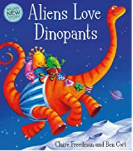 NEW
Aliens Love
Dinopants
Claire Freedman and Ben Cort